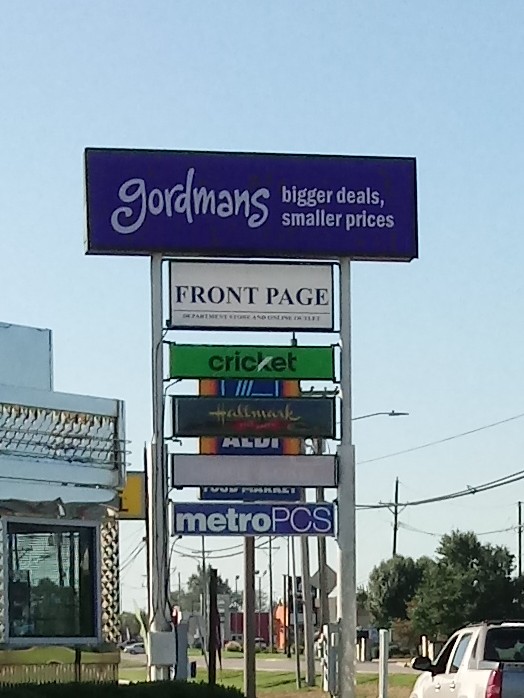 gordmans
bigger deals,
smaller prices
FRONT PAGE
DEPARTMENT STORE AND ONLINE OUTLET
cricket
Hallmark
ALDI
FOOD MARKET
metroPCS